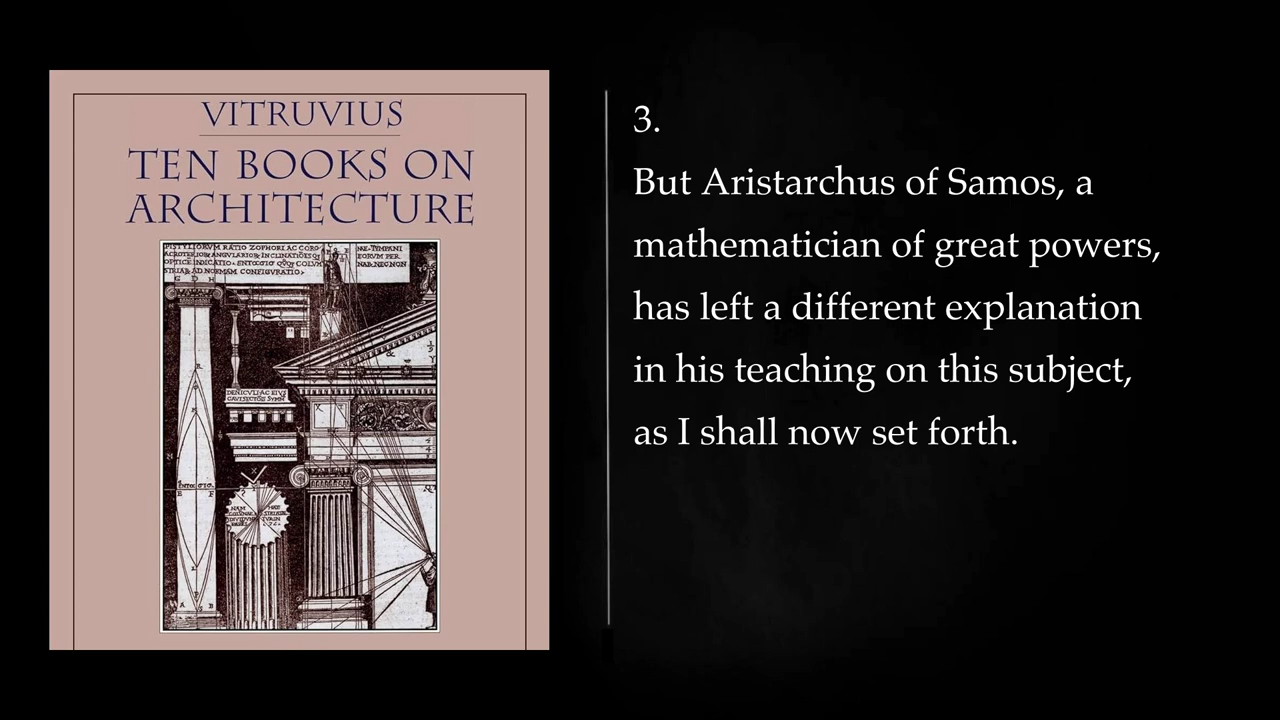 VITRUVIUS
TEN BOOKS ON
ARCHITECTURE
3.
But Aristarchus of Samos, a
mathematician of great powers,
has left a different explanation
in his teaching on this subject,
as I shall now set forth.